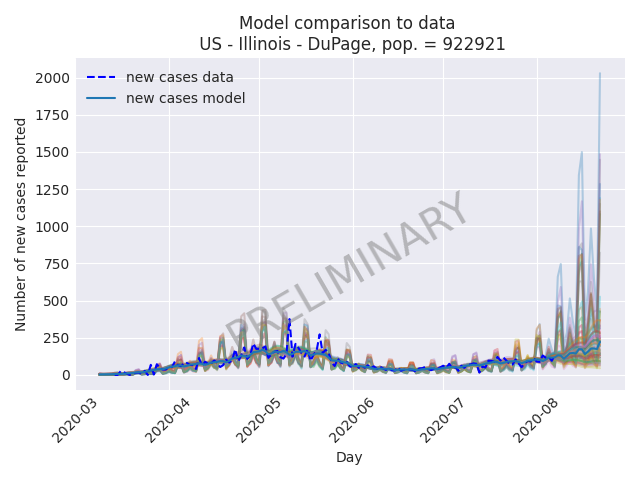 Model comparison to data
US - Illinois - DuPage, pop. = 922921
new cases data
new cases model
PRELIMINARY
Number of new cases reported
2000
1750
1500
1250
1000
750
500
250
0
2020-03
2020-04
2020-05
2020-06
2020-07
2020-08
Day